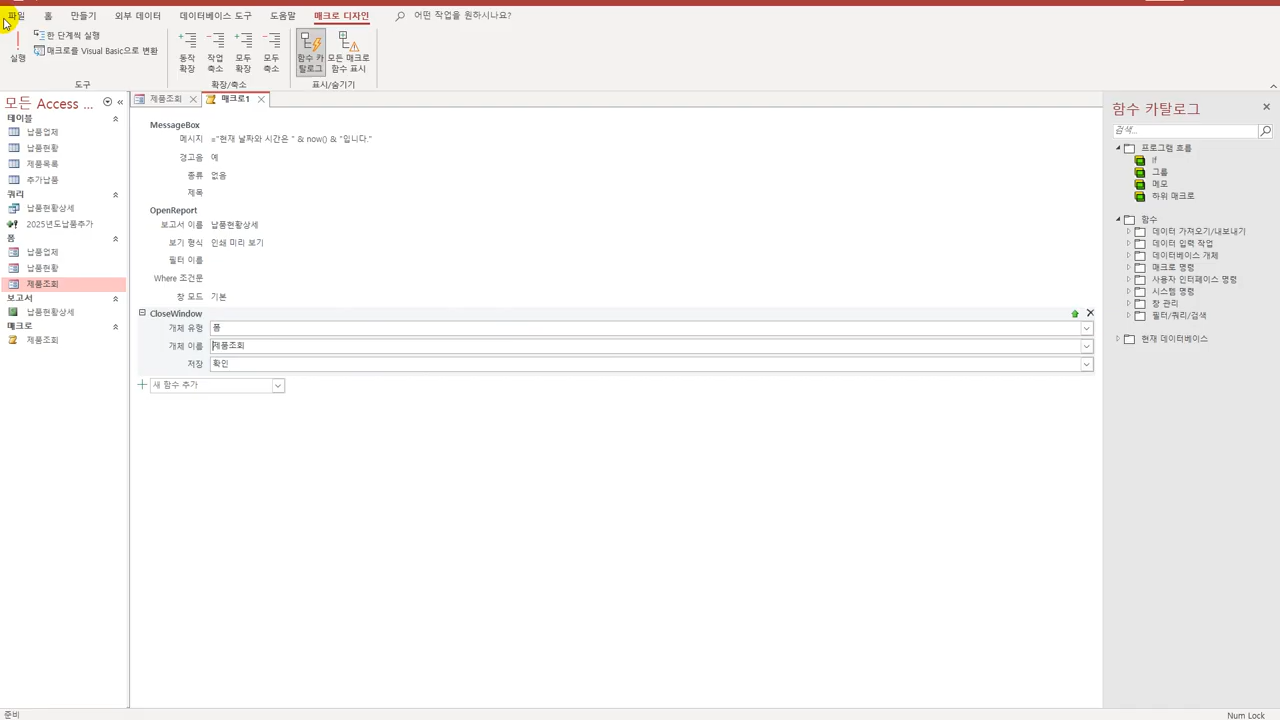 파일 홈 만들기 외부 데이터 데이터베이스 도구 도움말 매크로 디자인 어떤 작업을 원하시나요?
실행
한 단계씩 실행
매크로를 Visual Basic으로 변환
도구
동작 확장
작업 축소
모두 확장
모두 축소
확장/축소
함수 카탈로그
모든 매크로 함수 표시
표시/숨기기
모든 Access ...
테이블
납품업체
납품현황
제품목록
추가납품
쿼리
납품현황상세
2025년도납품추가
폼
납품업체
납품현황
제품조회
보고서
납품현황상세
매크로
제품조회
제품조회 매크로1
MessageBox
메시지 ="현재 날짜와 시간은 " & now() & "입니다."
경고음 예
종류 없음
제목
OpenReport
보고서 이름 납품현황상세
보기 형식 인쇄 미리 보기
필터 이름
Where 조건문
창 모드 기본
CloseWindow
개체 유형 폼
개체 이름 제품조회
저장 확인
새 함수 추가
함수 카탈로그
검색...
프로그램 흐름
If
그룹
메모
하위 매크로
함수
데이터 가져오기/내보내기
데이터 입력 작업
데이터베이스 개체
매크로 명령
사용자 인터페이스 명령
시스템 명령
창 관리
필터/쿼리/검색
현재 데이터베이스
준비
Num Lock